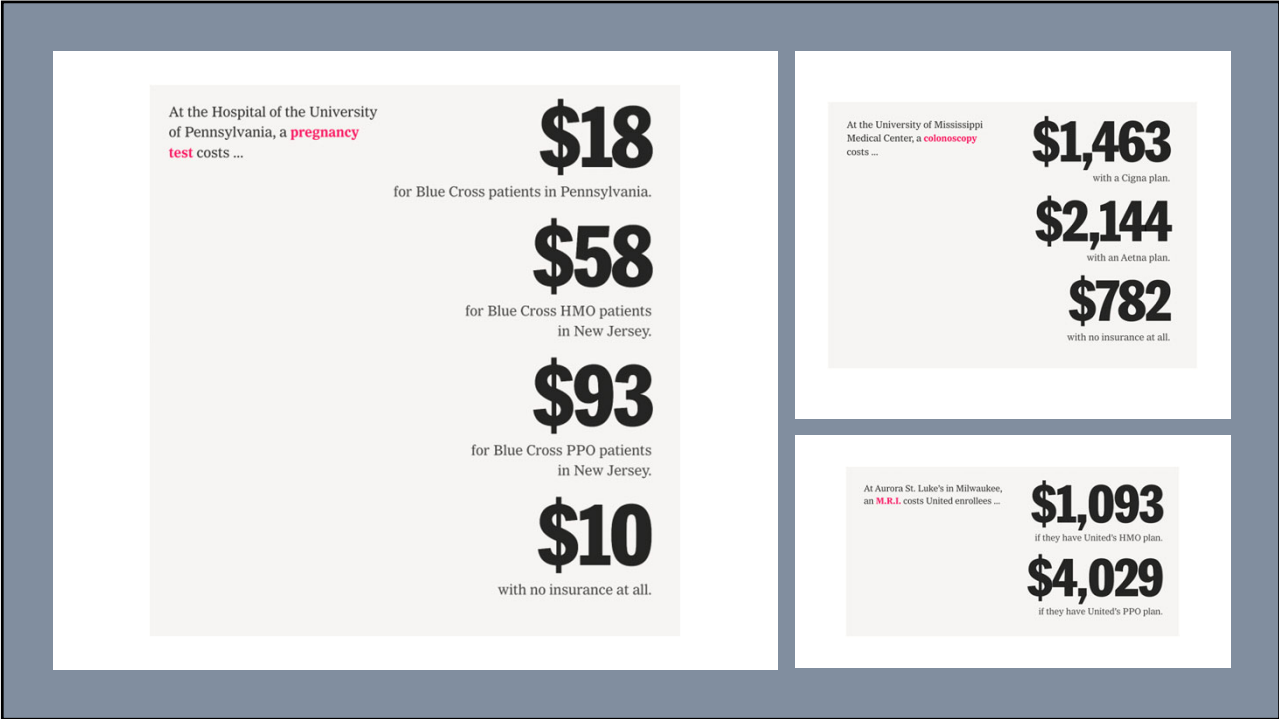 At the Hospital of the University
of Pennsylvania, a pregnancy
test costs ...
$18
for Blue Cross patients in Pennsylvania.
$58
for Blue Cross HMO patients
in New Jersey.
$93
for Blue Cross PPO patients
in New Jersey.
$10
with no insurance at all.
At the University of Mississippi
Medical Center, a colonoscopy
costs ...
$1,463
with a Cigna plan.
$2,144
with an Aetna plan.
$782
with no insurance at all.
At Aurora St. Luke's in Milwaukee,
an M.R.I. costs United enrollees ...
$1,093
if they have United's HMO plan.
$4,029
if they have United's PPO plan.